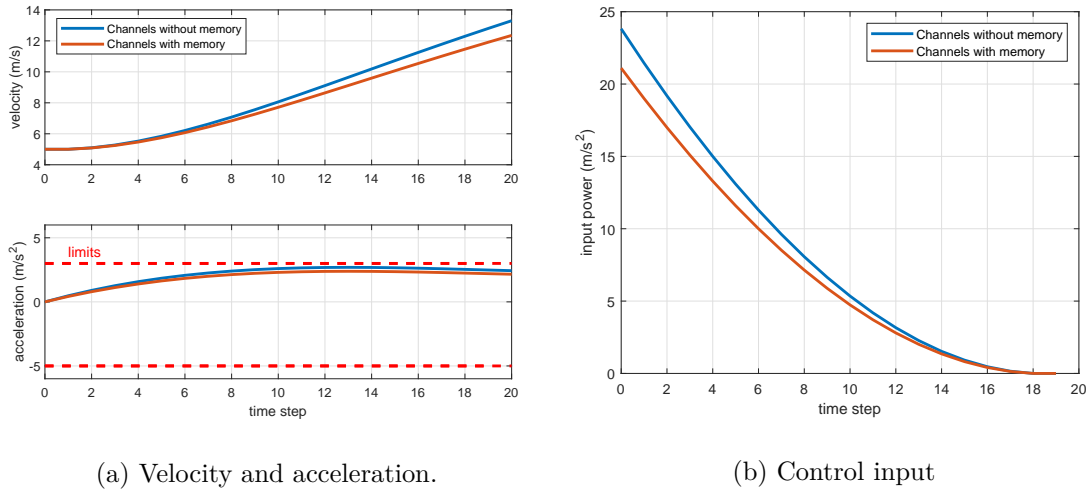 14
12
10
8
6
4
velocity (m/s)
Channels without memory
Channels with memory
0 2 4 6 8 10 12 14 16 18 20
5
0
-5
acceleration (m/s²)
limits
0 2 4 6 8 10 12 14 16 18 20
time step
(a) Velocity and acceleration.
25
20
15
10
5
0
input power (m/s²)
Channels without memory
Channels with memory
0 2 4 6 8 10 12 14 16 18 20
time step
(b) Control input